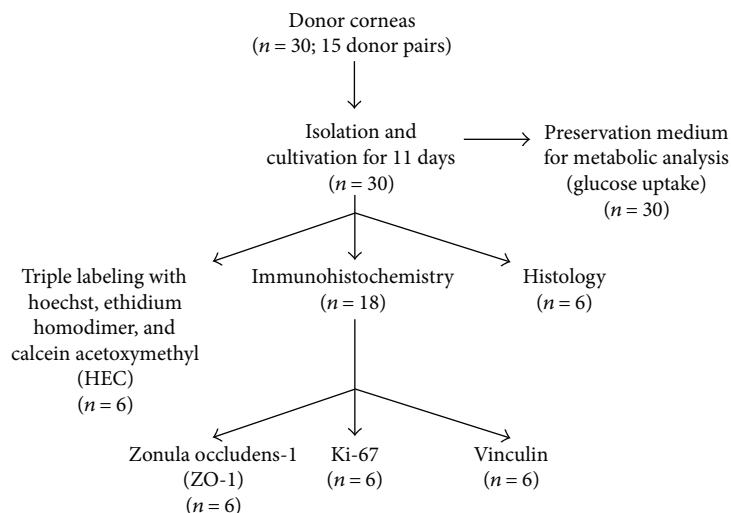 Donor corneas
(n = 30; 15 donor pairs)
Isolation and
cultivation for 11 days
(n = 30)
Preservation medium
for metabolic analysis
(glucose uptake)
(n = 30)
Triple labeling with
hoechst, ethidium
homodimer, and
calcein acetoxymethyl
(HEC)
(n = 6)
Immunohistochemistry
(n = 18)
Histology
(n = 6)
Zonula occludens-1
(ZO-1)
(n = 6)
Ki-67
(n = 6)
Vinculin
(n = 6)